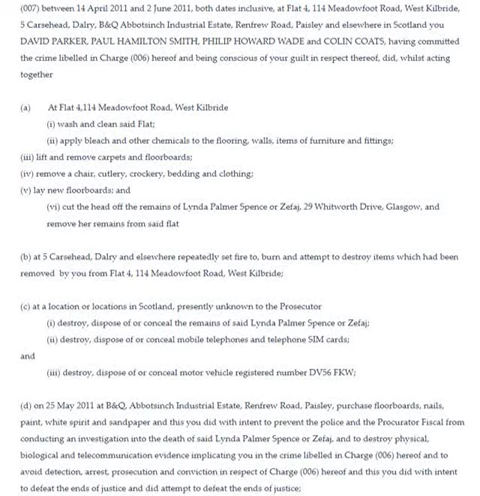 (007) between 14 April 2011 and 2 June 2011, both dates inclusive, at Flat 4, 114 Meadowfoot Road, West Kilbride,
5 Carsehead, Dalry, B&Q Abbotsinch Industrial Estate, Renfrew Road, Paisley and elsewhere in Scotland you
DAVID PARKER, PAUL HAMILTON SMITH, PHILIP HOWARD WADE and COLIN COATS, having committed
the crime libelled in Charge (006) hereof and being conscious of your guilt in respect thereof, did, whilst acting
together
(a) At Flat 4,114 Meadowfoot Road, West Kilbride
(i) wash and clean said Flat;
(ii) apply bleach and other chemicals to the flooring, walls, items of furniture and fittings;
(iii) lift and remove carpets and floorboards;
(iv) remove a chair, cutlery, crockery, bedding and clothing;
(v) lay new floorboards; and
(vi) cut the head off the remains of Lynda Palmer Spence or Zefaj, 29 Whitworth Drive, Glasgow, and
remove her remains from said flat
(b) at 5 Carsehead, Dalry and elsewhere repeatedly set fire to, burn and attempt to destroy items which had been
removed by you from Flat 4, 114 Meadowfoot Road, West Kilbride;
(c) at a location or locations in Scotland, presently unknown to the Prosecutor
(i) destroy, dispose of or conceal the remains of said Lynda Palmer Spence or Zefaj;
(ii) destroy, dispose of or conceal mobile telephones and telephone SIM cards;
and
(iii) destroy, dispose of or conceal motor vehicle registered number DV56 FKW;
(d) on 25 May 2011 at B&Q, Abbotsinch Industrial Estate, Renfrew Road, Paisley, purchase floorboards, nails,
paint, white spirit and sandpaper and this you did with intent to prevent the police and the Procurator Fiscal from
conducting an investigation into the death of said Lynda Palmer Spence or Zefaj, and to destroy physical,
biological and telecommunication evidence implicating you in the crime libelled in Charge (006) hereof and to
avoid detection, arrest, prosecution and conviction in respect of Charge (006) hereof and this you did with intent
to defeat the ends of justice and did attempt to defeat the ends of justice;